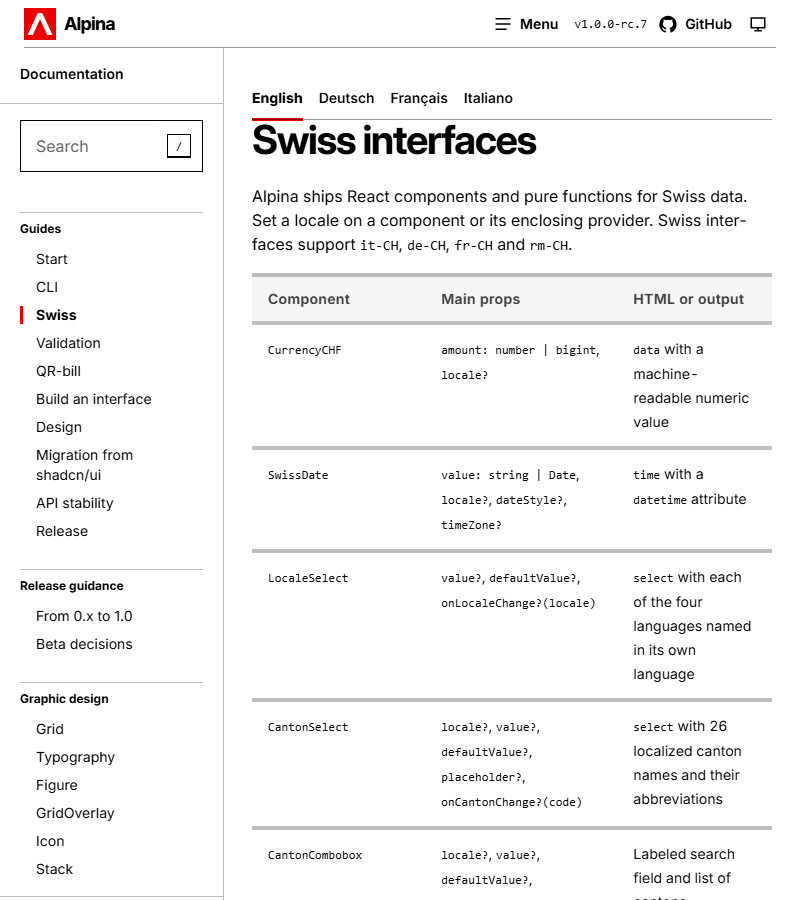 Alpina
Menu
v1.0.0-rc.7
GitHub
Documentation
Search
/
Guides
Start
CLI
Swiss
Validation
QR-bill
Build an interface
Design
Migration from
shadcn/ui
API stability
Release
Release guidance
From 0.x to 1.0
Beta decisions
Graphic design
Grid
Typography
Figure
GridOverlay
Icon
Stack
English Deutsch Français Italiano
Swiss interfaces
Alpina ships React components and pure functions for Swiss data.
Set a locale on a component or its enclosing provider. Swiss inter-
faces support it-CH, de-CH, fr-CH and rm-CH.
Component Main props HTML or output
CurrencyCHF
amount: number | bigint,
locale?
data with a
machine-
readable numeric
value
SwissDate
value: string | Date,
locale?, dateStyle?,
timeZone?
time with a
datetime attribute
LocaleSelect
value?, defaultValue?,
onLocaleChange?(locale)
select with each
of the four
languages named
in its own
language
CantonSelect
locale?, value?,
defaultValue?,
placeholder?,
onCantonChange?(code)
select with 26
localized canton
names and their
abbreviations
CantonCombobox
locale?, value?,
defaultValue?,
Labeled search
field and list of